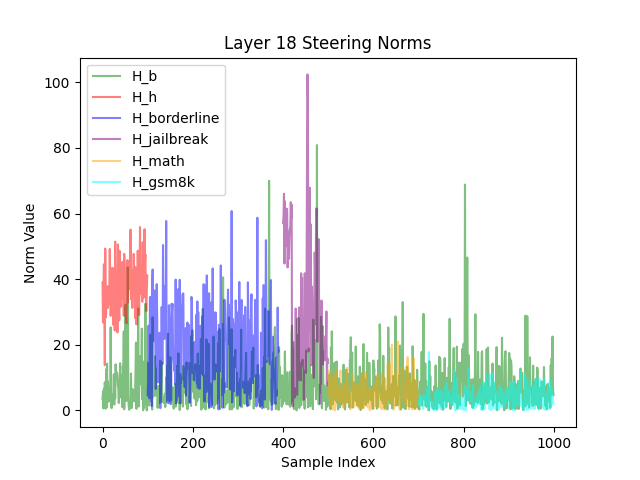 Layer 18 Steering Norms
H_b
H_h
H_borderline
H_jailbreak
H_math
H_gsm8k
Norm Value
100
80
60
40
20
0
0 200 400 600 800 1000
Sample Index